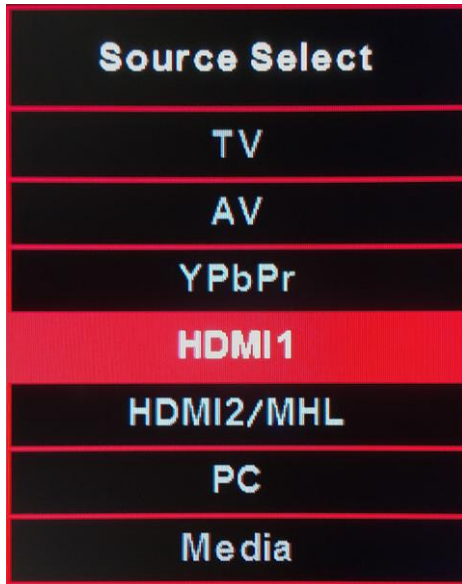 Source Select
TV
AV
YPbPr
HDMI1
HDMI2/MHL
PC
Media